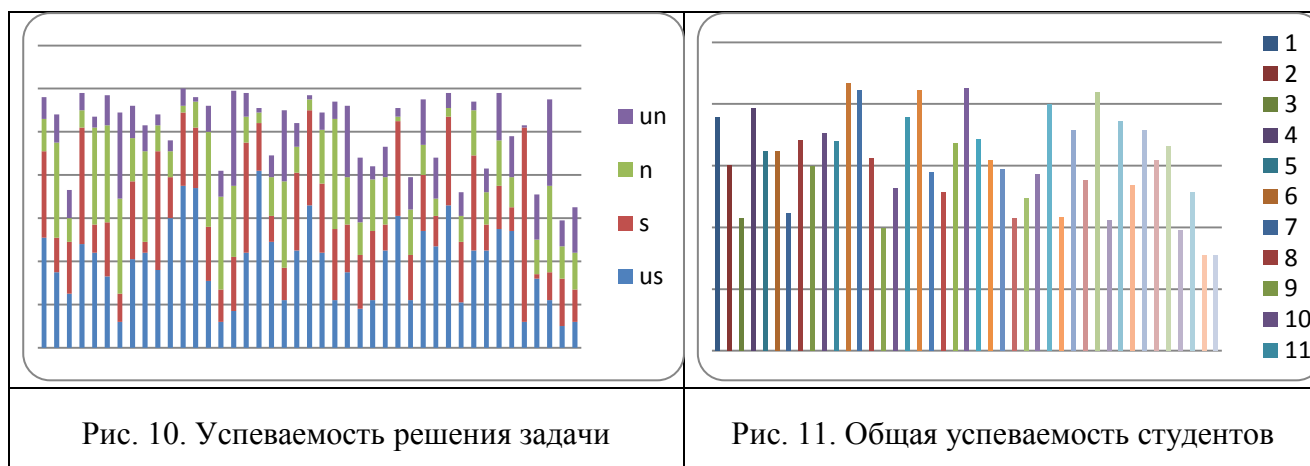 un
n
s
us
1
2
3
4
5
6
7
8
9
10
11
Рис. 10. Успеваемость решения задачи
Рис. 11. Общая успеваемость студентов